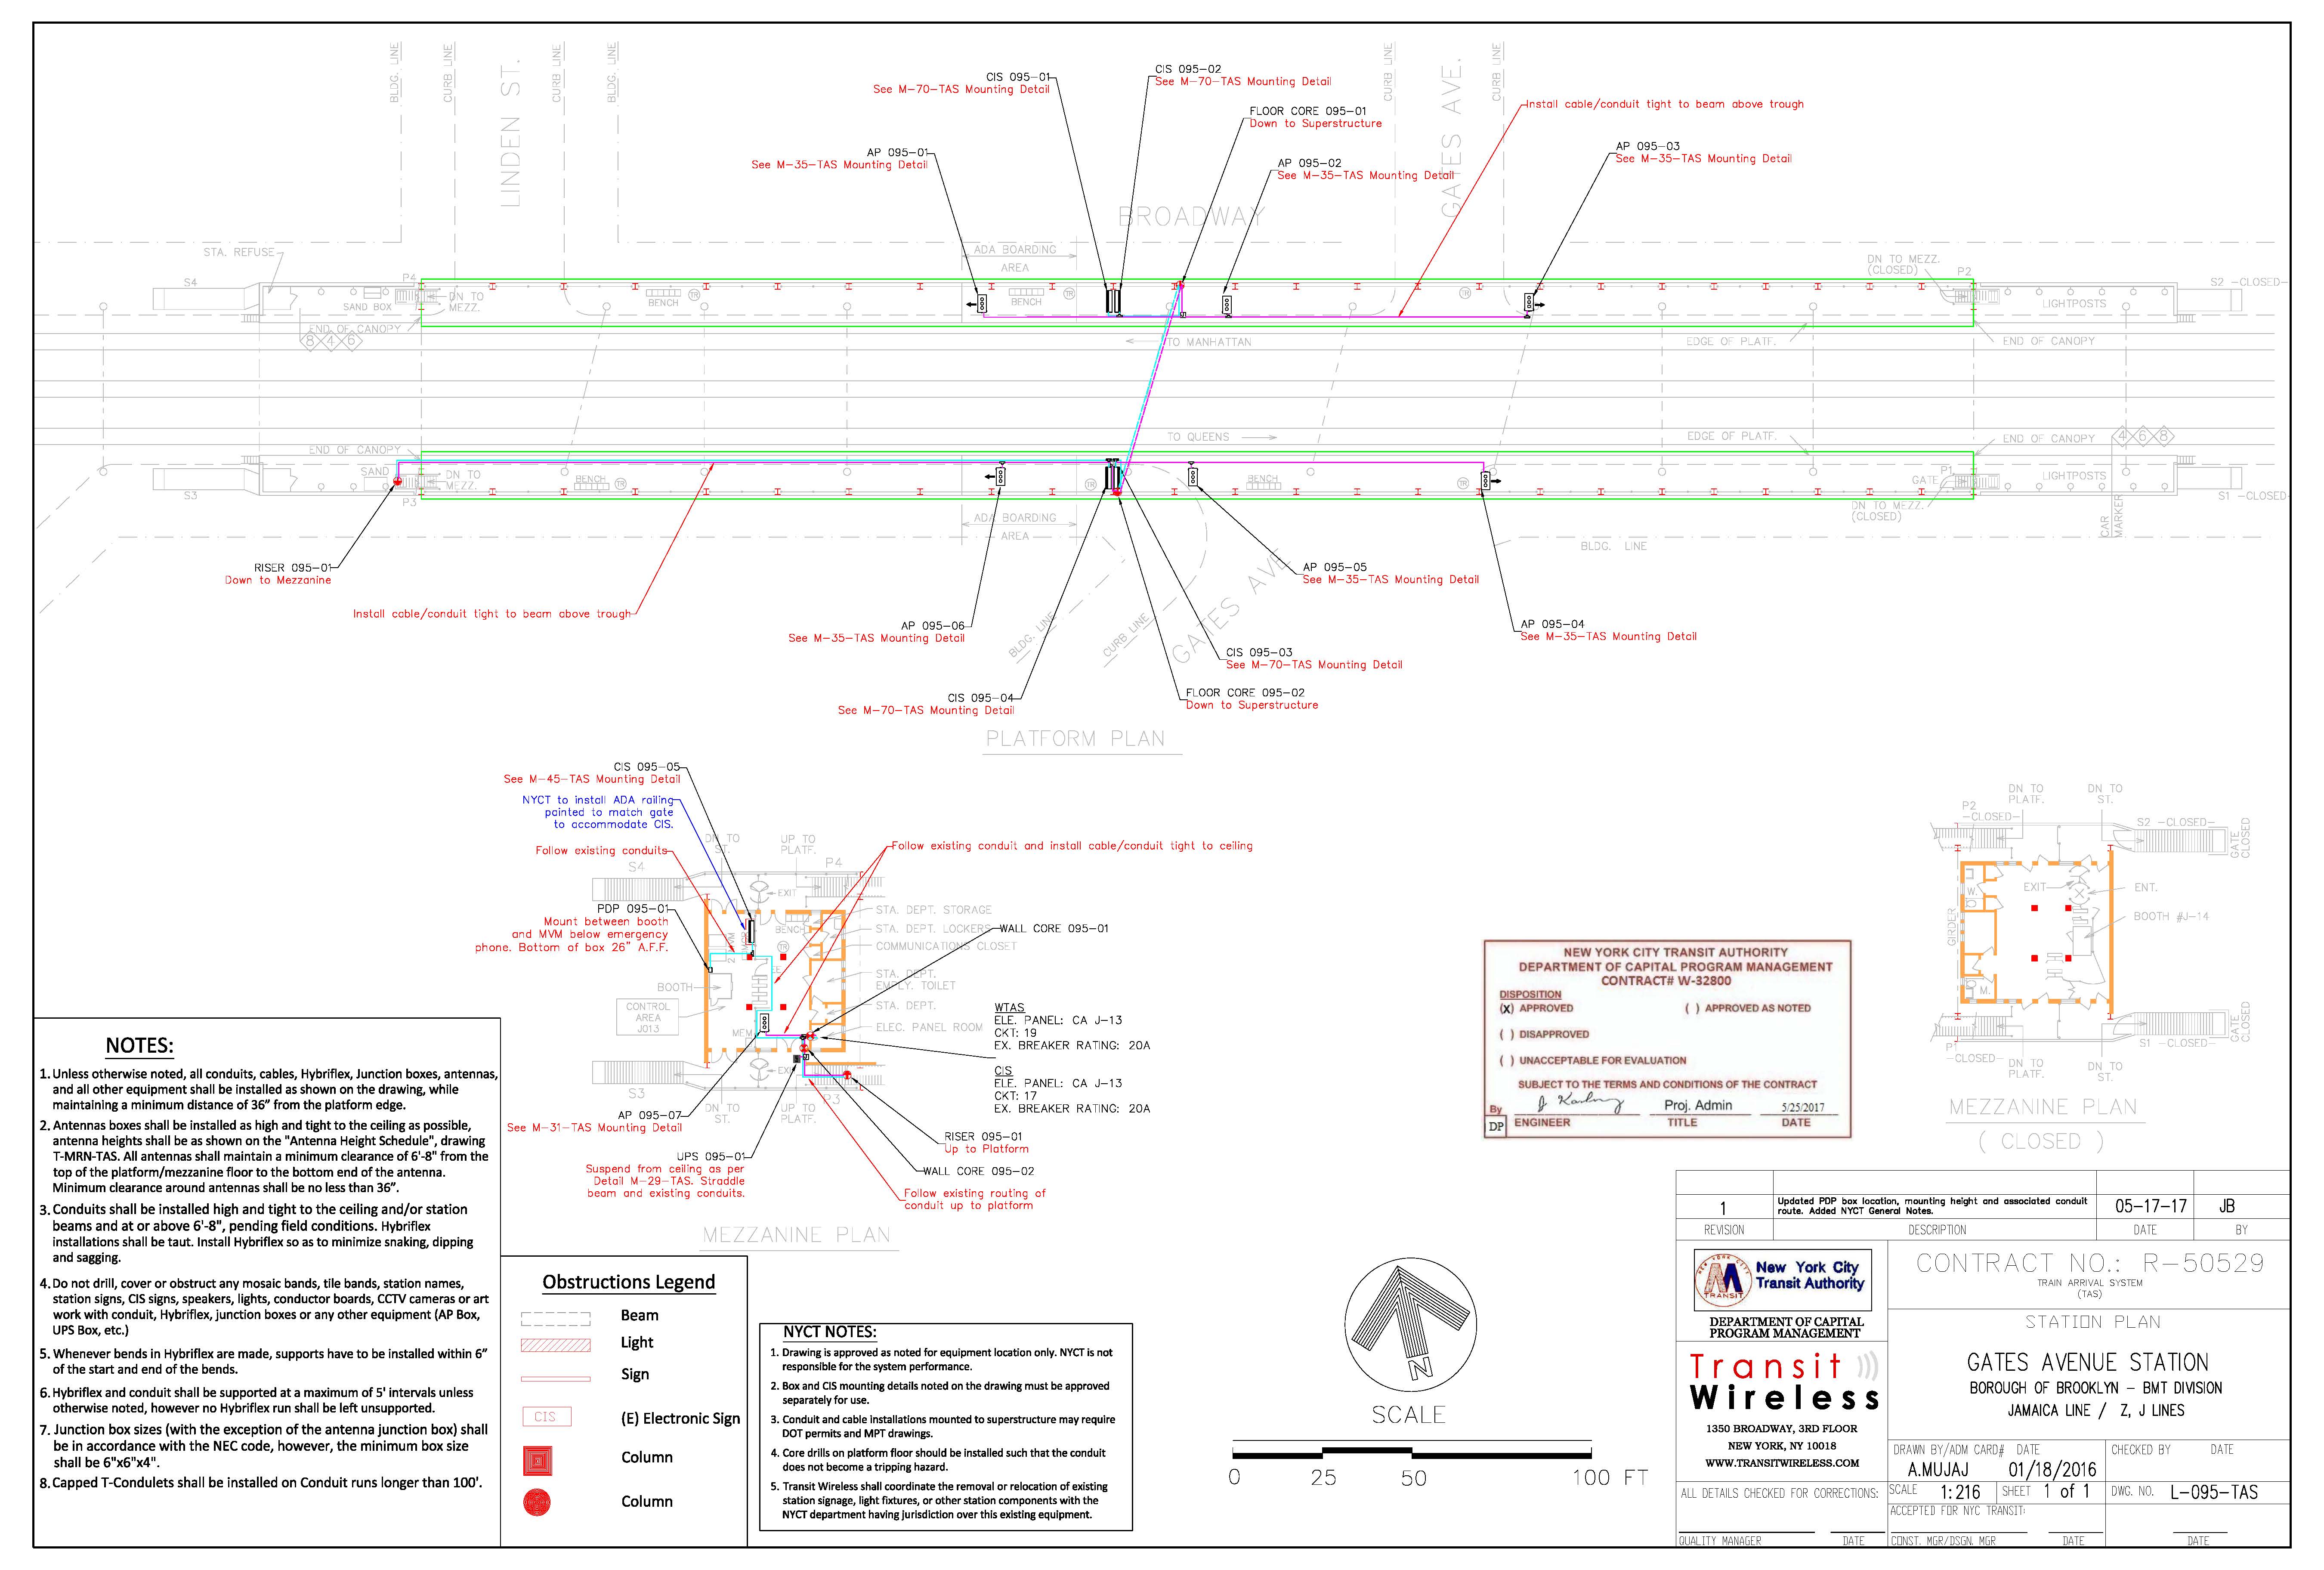 BLDG. LINE
CURB LINE
LINDEN ST.
CURB LINE
BLDG. LINE
CURB LINE
GATES AVE.
CURB LINE
CIS 095-01
See M-70-TAS Mounting Detail
CIS 095-02
See M-70-TAS Mounting Detail
FLOOR CORE 095-01
Down to Superstructure
Install cable/conduit tight to beam above trough
AP 095-01
See M-35-TAS Mounting Detail
AP 095-02
See M-35-TAS Mounting Detail
AP 095-03
See M-35-TAS Mounting Detail
BROADWAY
STA. REFUSE
ADA BOARDING
AREA
DN TO MEZZ.
(CLOSED)
P4
P2
S4
S2 -CLOSED-
SAND BOX
DN TO
MEZZ.
BENCH
TR
BENCH
TR
TR
LIGHTPOSTS
END OF CANOPY
8 4 6
TO MANHATTAN
EDGE OF PLATF.
END OF CANOPY
TO QUEENS
EDGE OF PLATF.
END OF CANOPY
4 6 8
END OF CANOPY
SAND
DN TO
MEZZ.
BENCH
TR
TR
BENCH
TR
GATE
P1
LIGHTPOSTS
S3
P3
S1 -CLOSED-
DN TO MEZZ.
(CLOSED)
CAR
MARKER
ADA BOARDING
AREA
BLDG. LINE
RISER 095-01
Down to Mezzanine
AP 095-05
See M-35-TAS Mounting Detail
Install cable/conduit tight to beam above trough
AP 095-06
See M-35-TAS Mounting Detail
BLDG. LINE
CURB LINE
GATES AVE.
AP 095-04
See M-35-TAS Mounting Detail
CIS 095-03
See M-70-TAS Mounting Detail
CIS 095-04
See M-70-TAS Mounting Detail
FLOOR CORE 095-02
Down to Superstructure
PLATFORM PLAN
CIS 095-05
See M-45-TAS Mounting Detail
NYCT to install ADA railing
painted to match gate
to accommodate CIS.
Follow existing conduits
DN TO
ST.
UP TO
PLATF.
Follow existing conduit and install cable/conduit tight to ceiling
S4
P4
EXIT
PDP 095-01
Mount between booth
and MVM below emergency
phone. Bottom of box 26" A.F.F.
BENCH
TR
STA. DEPT. STORAGE
STA. DEPT. LOCKERS
COMMUNICATIONS CLOSET
WALL CORE 095-01
STA. DEPT.
EMPLY. TOILET
BOOTH
CONTROL
AREA
J013
STA. DEPT.
MEM
ELEC. PANEL ROOM
WTAS
ELE. PANEL: CA J-13
CKT: 19
EX. BREAKER RATING: 20A
CIS
ELE. PANEL: CA J-13
CKT: 17
EX. BREAKER RATING: 20A
EXIT
S3
P3
DN TO
ST.
UP TO
PLATF.
AP 095-07
See M-31-TAS Mounting Detail
RISER 095-01
Up to Platform
UPS 095-01
Suspend from ceiling as per
Detail M-29-TAS. Straddle
beam and existing conduits.
WALL CORE 095-02
Follow existing routing of
conduit up to platform
MEZZANINE PLAN
DN TO
PLATF.
DN TO
ST.
P2
-CLOSED-
S2 -CLOSED-
GATE
CLOSED
W.
EXIT
ENT.
BOOTH #J-14
GIRDER
M.
GATE
CLOSED
P1
-CLOSED-
S1 -CLOSED-
DN TO
PLATF.
DN TO
ST.
MEZZANINE PLAN
( CLOSED )
NEW YORK CITY TRANSIT AUTHORITY
DEPARTMENT OF CAPITAL PROGRAM MANAGEMENT
CONTRACT# W-32800
DISPOSITION
(X) APPROVED
( ) APPROVED AS NOTED
( ) DISAPPROVED
( ) UNACCEPTABLE FOR EVALUATION
SUBJECT TO THE TERMS AND CONDITIONS OF THE CONTRACT
By
Proj. Admin
5/25/2017
DP
ENGINEER
TITLE
DATE
NOTES:
1. Unless otherwise noted, all conduits, cables, Hybriflex, Junction boxes, antennas,
and all other equipment shall be installed as shown on the drawing, while
maintaining a minimum distance of 36" from the platform edge.
2. Antennas boxes shall be installed as high and tight to the ceiling as possible,
antenna heights shall be as shown on the "Antenna Height Schedule", drawing
T-MRN-TAS. All antennas shall maintain a minimum clearance of 6'-8" from the
top of the platform/mezzanine floor to the bottom end of the antenna.
Minimum clearance around antennas shall be no less than 36".
3. Conduits shall be installed high and tight to the ceiling and/or station
beams and at or above 6'-8", pending field conditions. Hybriflex
installations shall be taut. Install Hybriflex so as to minimize snaking, dipping
and sagging.
4. Do not drill, cover or obstruct any mosaic bands, tile bands, station names,
station signs, CIS signs, speakers, lights, conductor boards, CCTV cameras or art
work with conduit, Hybriflex, junction boxes or any other equipment (AP Box,
UPS Box, etc.)
5. Whenever bends in Hybriflex are made, supports have to be installed within 6"
of the start and end of the bends.
6. Hybriflex and conduit shall be supported at a maximum of 5' intervals unless
otherwise noted, however no Hybriflex run shall be left unsupported.
7. Junction box sizes (with the exception of the antenna junction box) shall
be in accordance with the NEC code, however, the minimum box size
shall be 6"x6"x4".
8. Capped T-Condulets shall be installed on Conduit runs longer than 100'.
Obstructions Legend
Beam
Light
Sign
CIS
(E) Electronic Sign
Column
Column
NYCT NOTES:
1. Drawing is approved as noted for equipment location only. NYCT is not
responsible for the system performance.
2. Box and CIS mounting details noted on the drawing must be approved
separately for use.
3. Conduit and cable installations mounted to superstructure may require
DOT permits and MPT drawings.
4. Core drills on platform floor should be installed such that the conduit
does not become a tripping hazard.
5. Transit Wireless shall coordinate the removal or relocation of existing
station signage, light fixtures, or other station components with the
NYCT department having jurisdiction over this existing equipment.
N
SCALE
0 25 50 100 FT
1
Updated PDP box location, mounting height and associated conduit
route. Added NYCT General Notes.
05-17-17
JB
REVISION
DESCRIPTION
DATE
BY
NEW YORK CITY
TRANSIT
New York City
Transit Authority
DEPARTMENT OF CAPITAL
PROGRAM MANAGEMENT
CONTRACT NO.: R-50529
TRAIN ARRIVAL SYSTEM
(TAS)
STATION PLAN
Transit
Wireless
1350 BROADWAY, 3RD FLOOR
NEW YORK, NY 10018
WWW.TRANSITWIRELESS.COM
GATES AVENUE STATION
BOROUGH OF BROOKLYN - BMT DIVISION
JAMAICA LINE / Z, J LINES
DRAWN BY/ADM CARD# DATE
A.MUJAJ 01/18/2016
CHECKED BY DATE
ALL DETAILS CHECKED FOR CORRECTIONS:
SCALE 1:216
SHEET 1 of 1
DWG. NO. L-095-TAS
ACCEPTED FOR NYC TRANSIT:
QUALITY MANAGER DATE
CONST. MGR/DSGN. MGR DATE
DATE